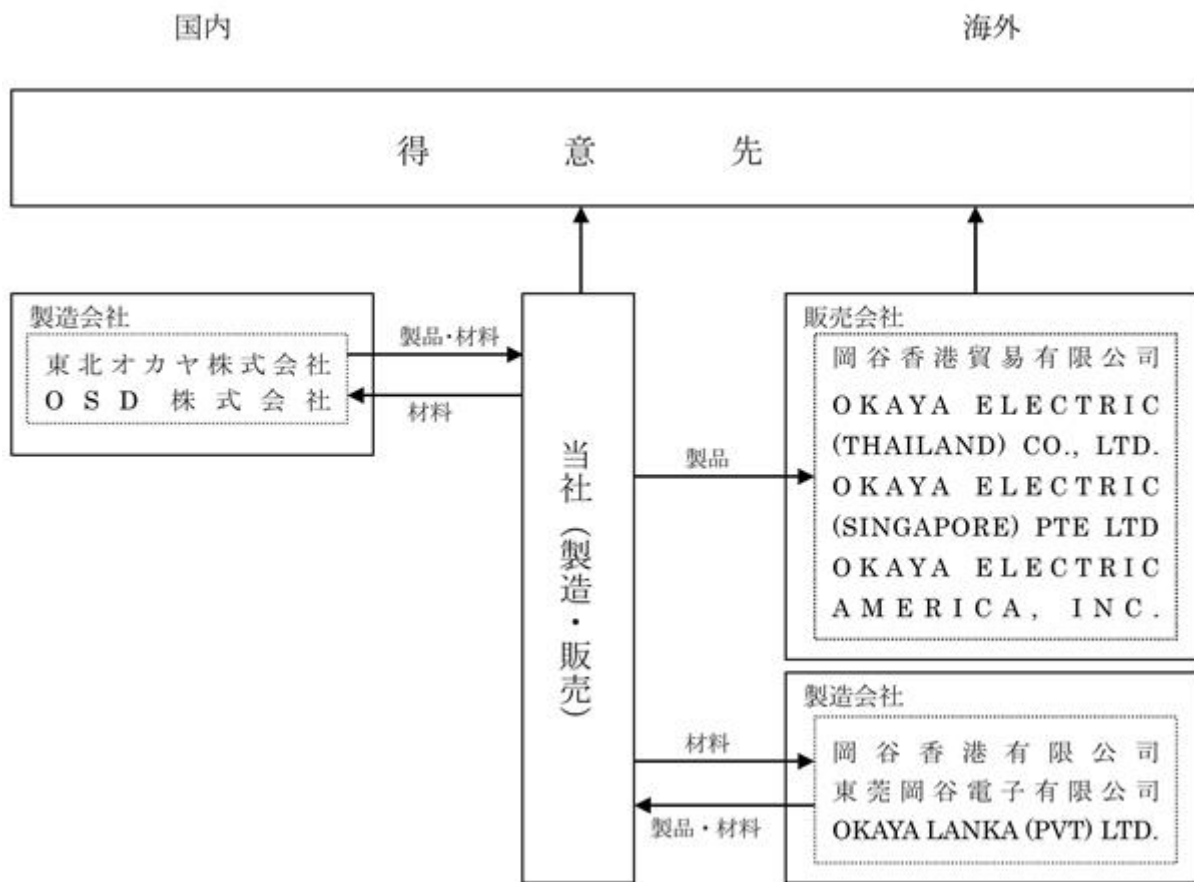 国内
海外
得意先
製造会社
東北オカヤ株式会社
OSD 株式会社
製品・材料
材料
当社（製造・販売）
販売会社
岡谷香港貿易有限公司
OKAYA ELECTRIC
(THAILAND) CO., LTD.
OKAYA ELECTRIC
(SINGAPORE) PTE LTD
OKAYA ELECTRIC
AMERICA, INC.
製品
製造会社
岡谷香港有限公司
東莞岡谷電子有限公司
OKAYA LANKA (PVT) LTD.
材料
製品・材料